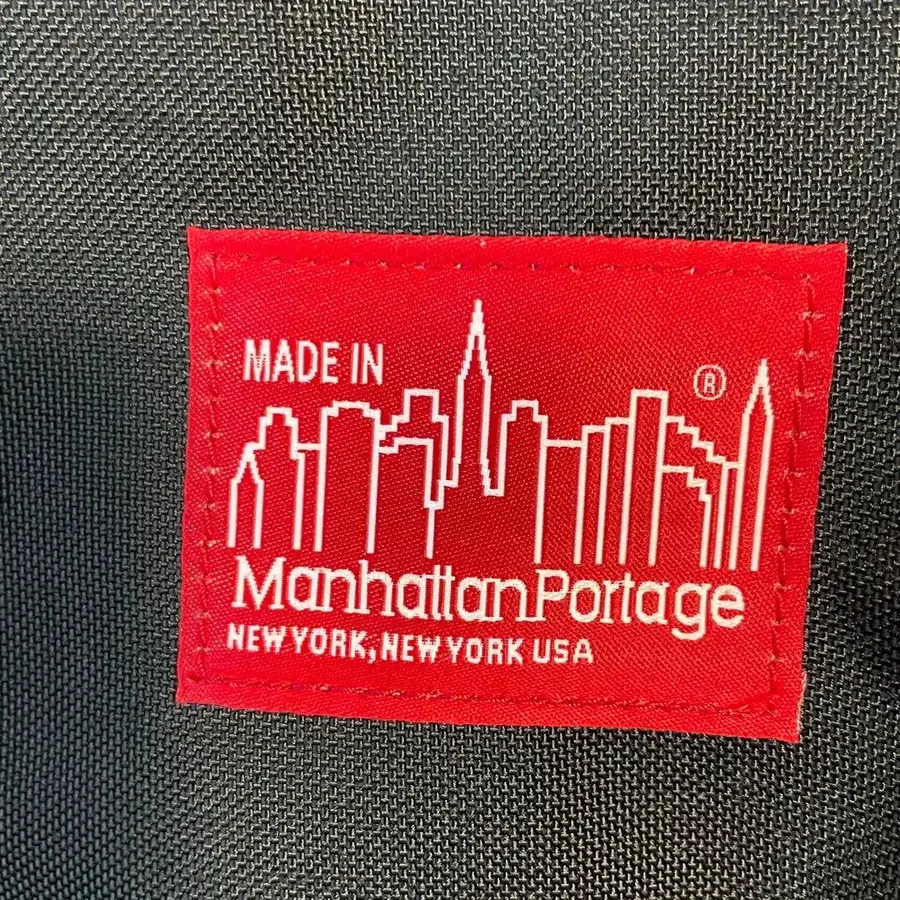 MADE IN
®
ManhattanPortage
NEW YORK, NEW YORK USA